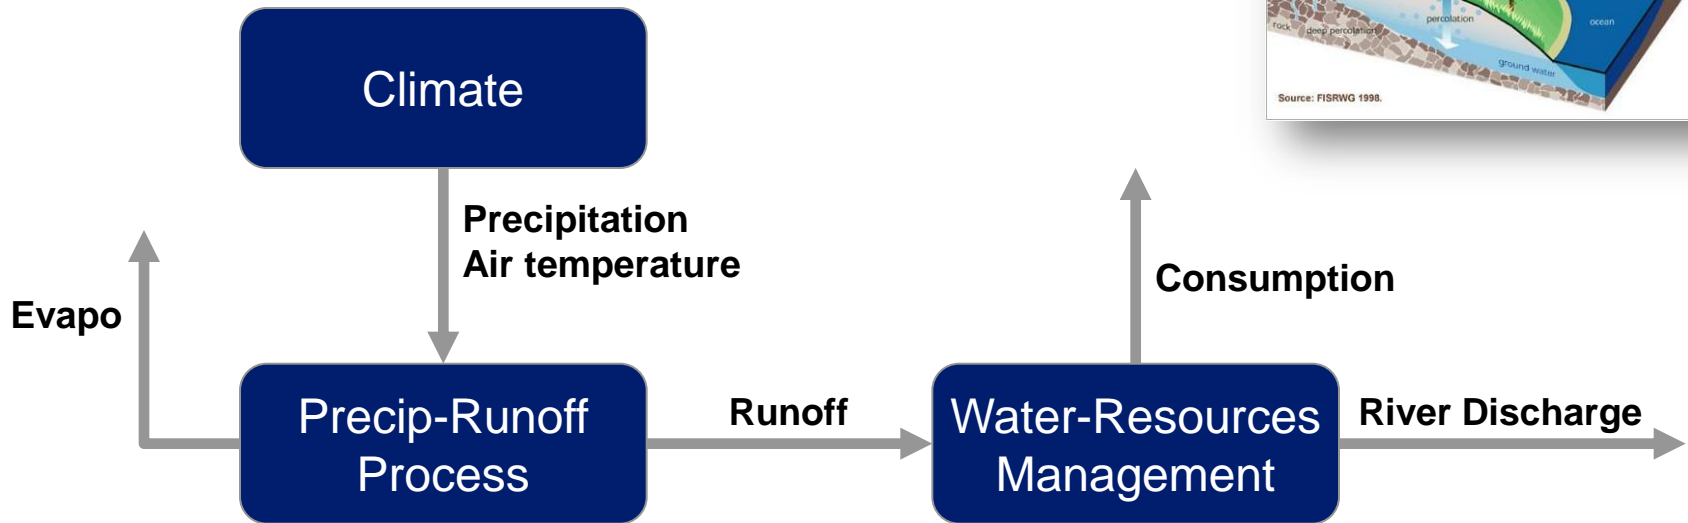 Climate
percolation
ocean
rock
deep percolation
ground water
Source: FISRWG 1998.
Precipitation
Air temperature
Evapo
Consumption
Precip-Runoff
Process
Runoff
Water-Resources
Management
River Discharge